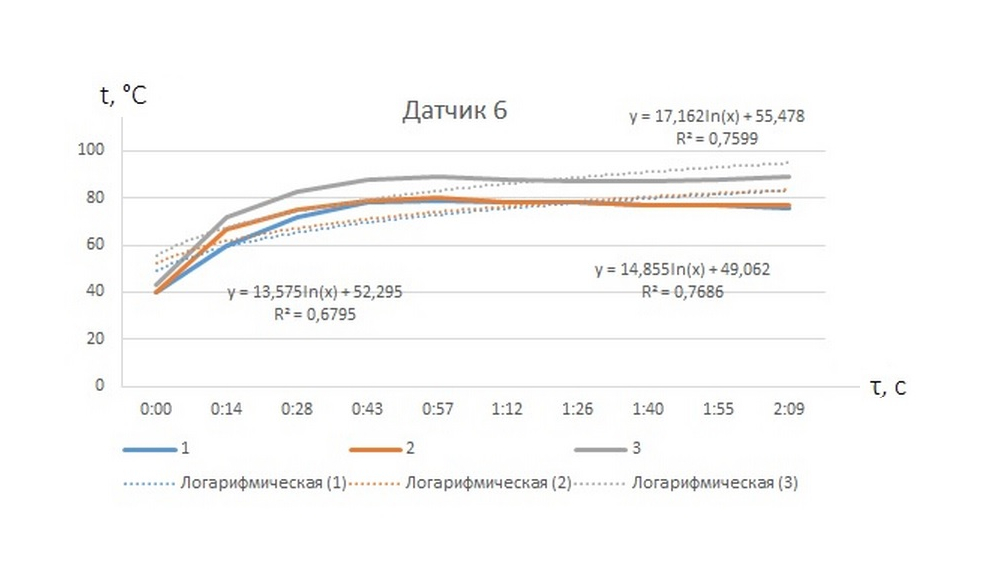 t, °C
Датчик 6
y = 17,162ln(x) + 55,478
R² = 0,7599
100
80
60
y = 14,855ln(x) + 49,062
R² = 0,7686
40
y = 13,575ln(x) + 52,295
R² = 0,6795
20
0
τ, с
0:00 0:14 0:28 0:43 0:57 1:12 1:26 1:40 1:55 2:09
1 2 3
Логарифмическая (1) Логарифмическая (2) Логарифмическая (3)